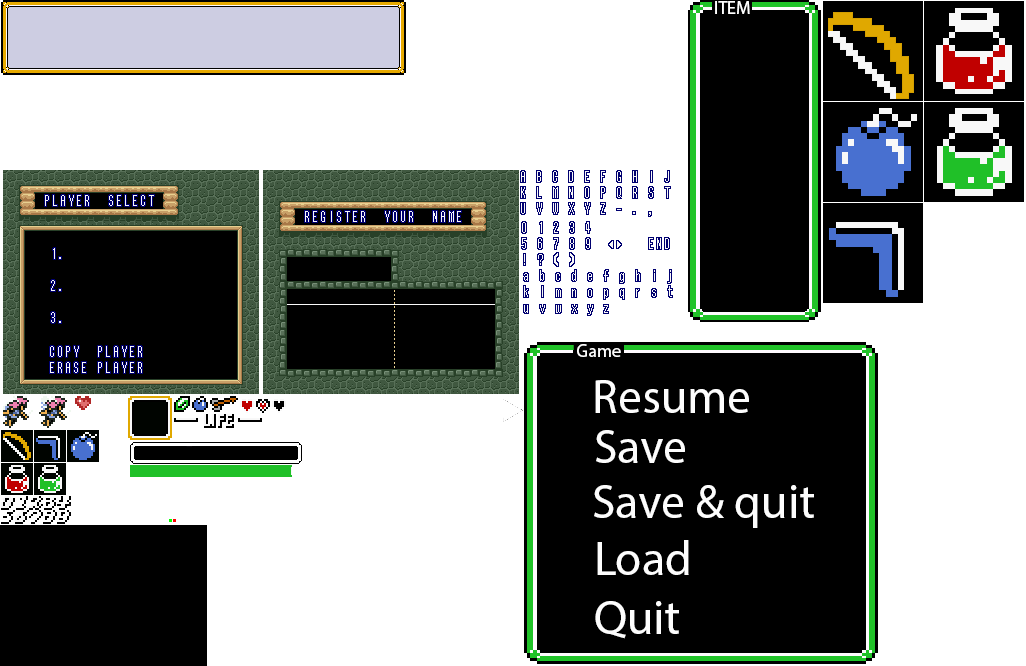 ITEM
PLAYER SELECT
1.
2.
3.
COPY PLAYER
ERASE PLAYER
REGISTER YOUR NAME
A B C D E F G H I J
K L M N O P Q R S T
U V W X Y Z - . ,
0 1 2 3 4
5 6 7 8 9 <> END
! ? ( )
a b c d e f g h i j
k l m n o p q r s t
u v w x y z
LIFE
Game
Resume
Save
Save & quit
Load
Quit